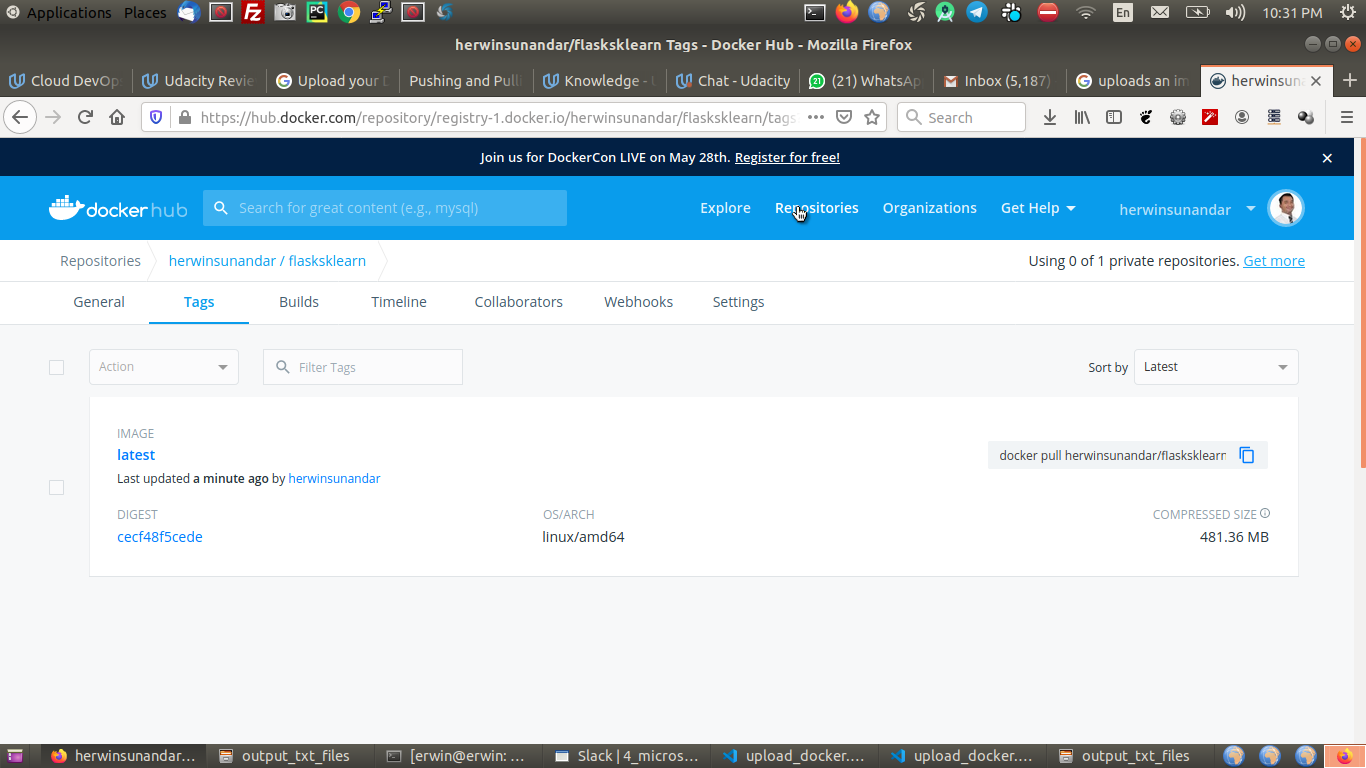 Applications Places En 10:31 PM
herwinsunandar/flasksklearn Tags - Docker Hub - Mozilla Firefox
Cloud DevOp Udacity Revie Upload your D Pushing and Pulli Knowledge - U Chat - Udacity (21) WhatsAp Inbox (5,187) uploads an im herwinsuna
https://hub.docker.com/repository/registry-1.docker.io/herwinsunandar/flasksklearn/tags Search
Join us for DockerCon LIVE on May 28th. Register for free!
dockerhub Search for great content (e.g., mysql) Explore Repositories Organizations Get Help herwinsunandar
Repositories herwinsunandar / flasksklearn Using 0 of 1 private repositories. Get more
General Tags Builds Timeline Collaborators Webhooks Settings
Action Filter Tags Sort by Latest
IMAGE
latest
docker pull herwinsunandar/flasksklearn
Last updated a minute ago by herwinsunandar
DIGEST OS/ARCH COMPRESSED SIZE
cecf48f5cede linux/amd64 481.36 MB
herwinsunandar... output_txt_files [erwin@erwin: ... Slack | 4_micros... upload_docker.... upload_docker.... output_txt_files